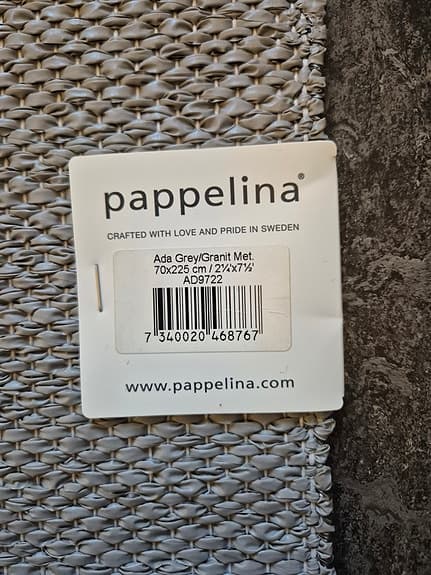 pappelina®
CRAFTED WITH LOVE AND PRIDE IN SWEDEN
Ada Grey/Granit Met.
70x225 cm / 2¼'x7½'
AD9722
7 340020 468767
www.pappelina.com